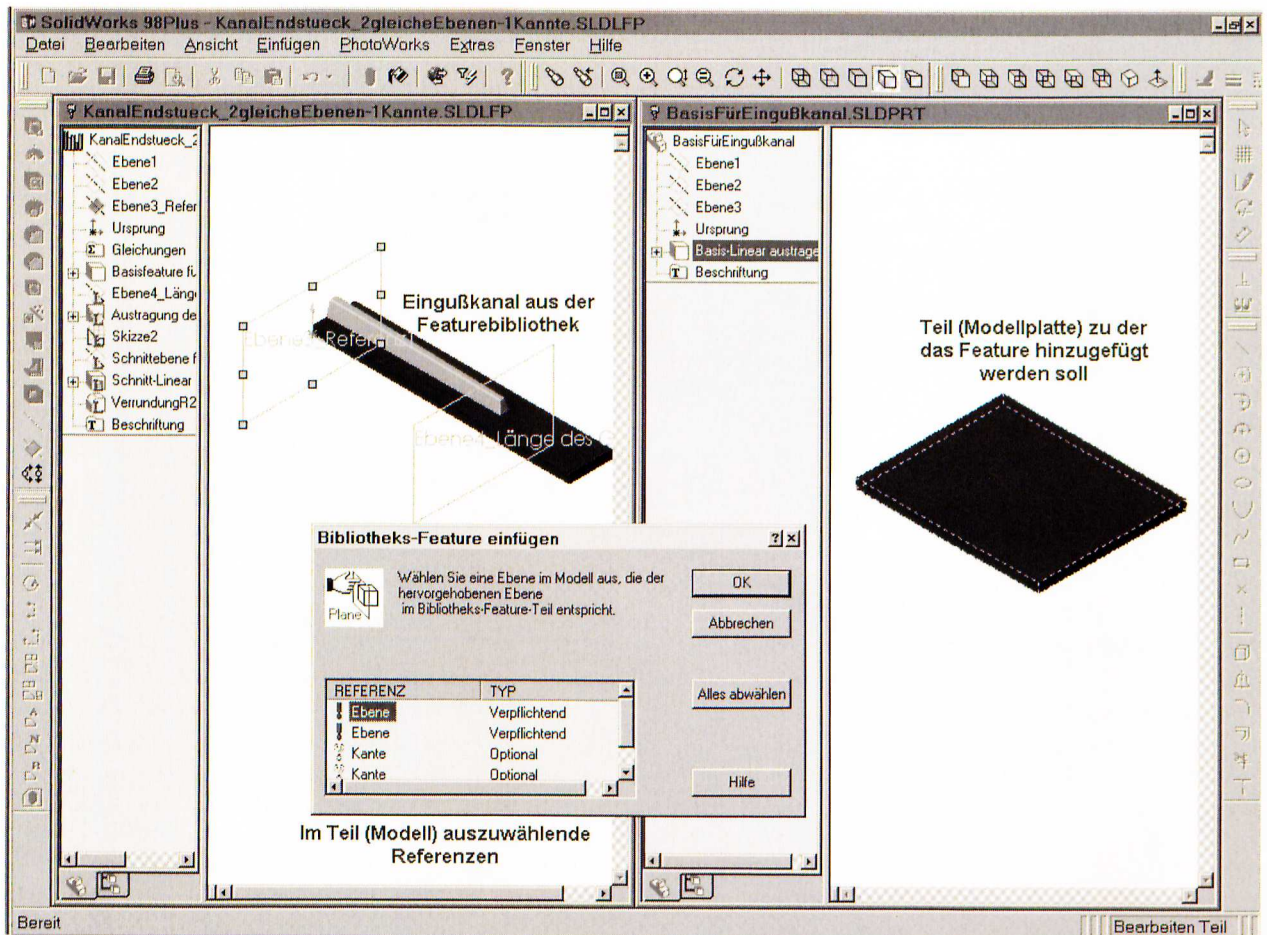 SolidWorks 98Plus - KanalEndstueck_2gleicheEbenen-1Kannte.SLDLFP
Datei Bearbeiten Ansicht Einfügen PhotoWorks Extras Fenster Hilfe
KanalEndstueck_2gleicheEbenen-1Kannte.SLDLFP
KanalEndstueck_2
Ebene1
Ebene2
Ebene3_Refer
Ursprung
Gleichungen
Basisfeature fü
Ebene4_Länge
Austragung de
Skizze2
Schnittebene f
Schnitt-Linear
VerrundungR2
Beschriftung
Eingußkanal aus der
Featurebibliothek
Ebene3_Referenz1
Ebene4_Länge des G
BasisFürEingußkanal.SLDPRT
BasisFürEingußkanal
Ebene1
Ebene2
Ebene3
Ursprung
Basis-Linear austrage
Beschriftung
Teil (Modellplatte) zu der
das Feature hinzugefügt
werden soll
Bibliotheks-Feature einfügen
Plane
Wählen Sie eine Ebene im Modell aus, die der
hervorgehobenen Ebene
im Bibliotheks-Feature-Teil entspricht.
OK
Abbrechen
Alles abwählen
Hilfe
REFERENZ TYP
Ebene Verpflichtend
Ebene Verpflichtend
Kante Optional
Kante Optional
Im Teil (Modell) auszuwählende
Referenzen
Bereit
Bearbeiten Teil